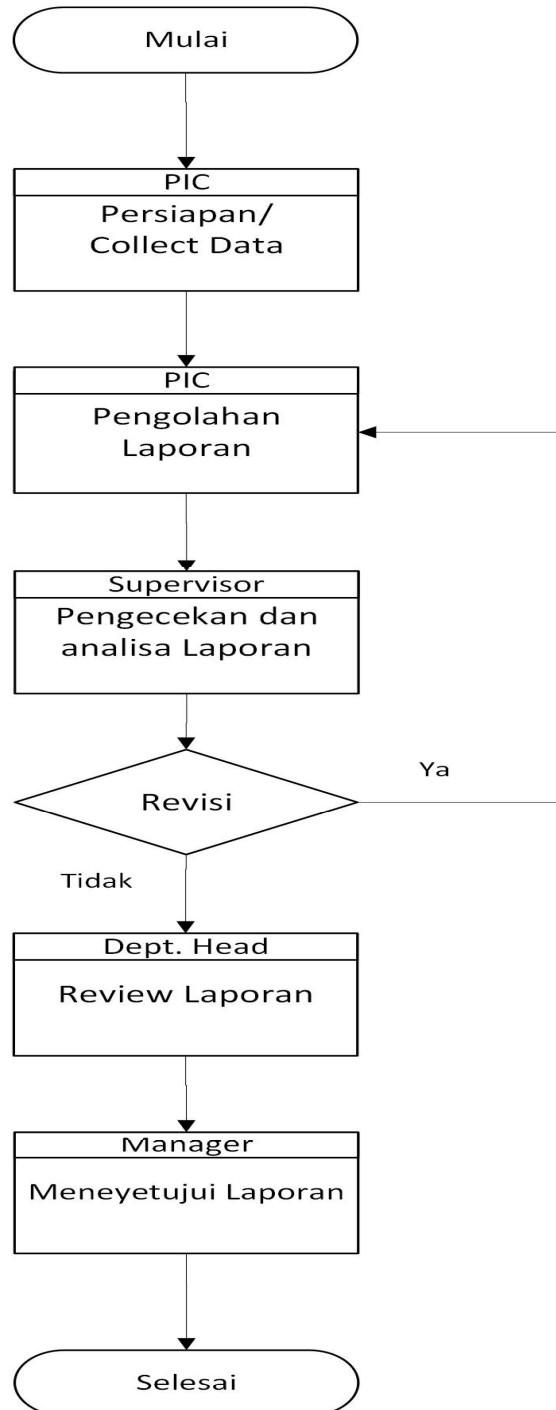 Mulai
PIC
Persiapan/
Collect Data
PIC
Pengolahan
Laporan
Supervisor
Pengecekan dan
analisa Laporan
Revisi
Ya
Tidak
Dept. Head
Review Laporan
Manager
Meneyetujui Laporan
Selesai